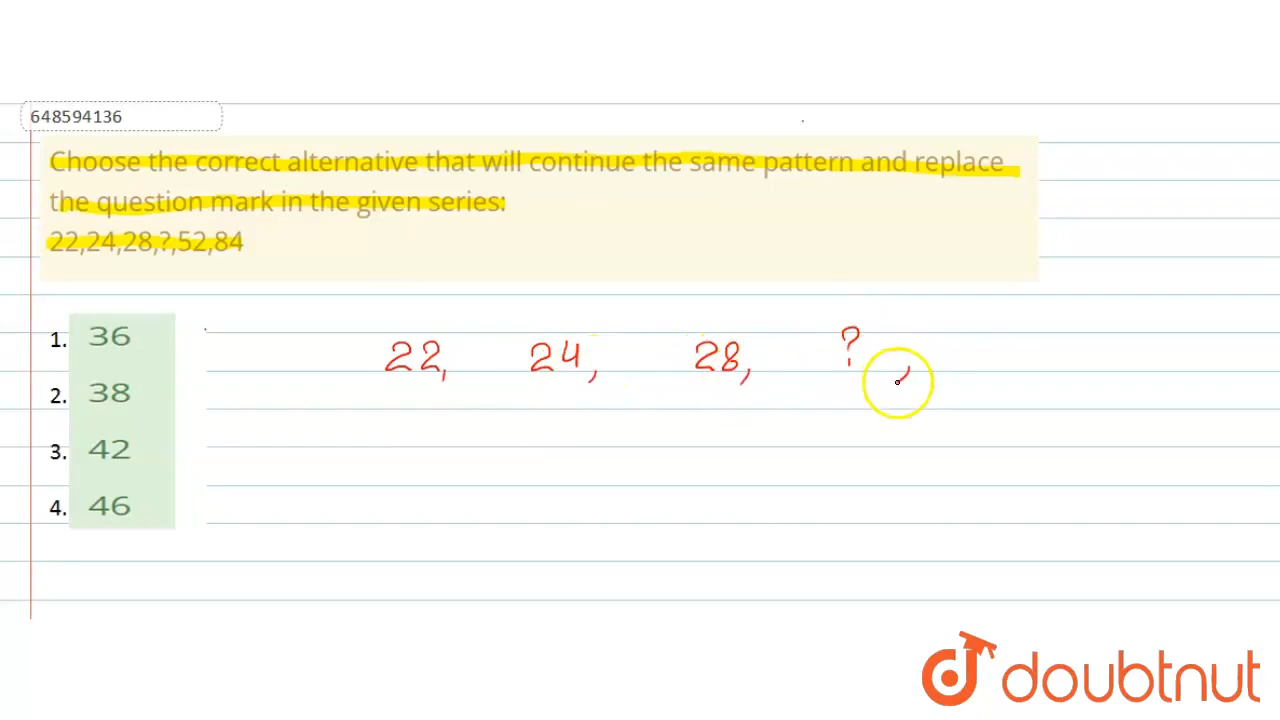 648594136
Choose the correct alternative that will continue the same pattern and replace
the question mark in the given series:
22,24,28,?,52,84
1. 36
2. 38
3. 42
4. 46
22, 24, 28, ? ,
doubtnut